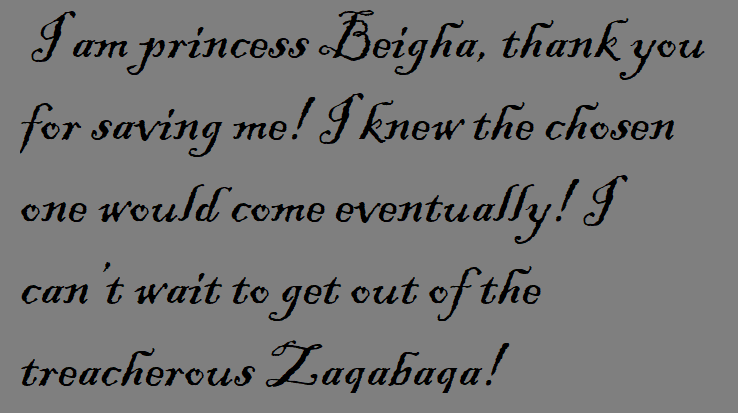 I am princess Beigha, thank you
for saving me! I knew the chosen
one would come eventually! I
can't wait to get out of the
treacherous Zaqabaqa!